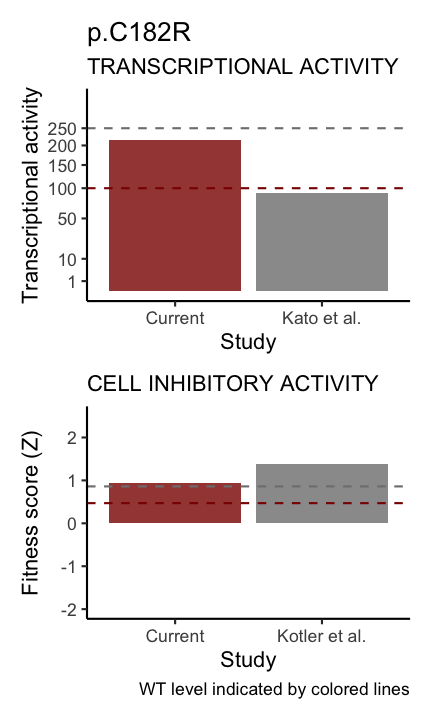 p.C182R
TRANSCRIPTIONAL ACTIVITY
Transcriptional activity
250
200
150
100
50
10
1
Current
Kato et al.
Study
CELL INHIBITORY ACTIVITY
Fitness score (Z)
2
1
0
-1
-2
Current
Kotler et al.
Study
WT level indicated by colored lines